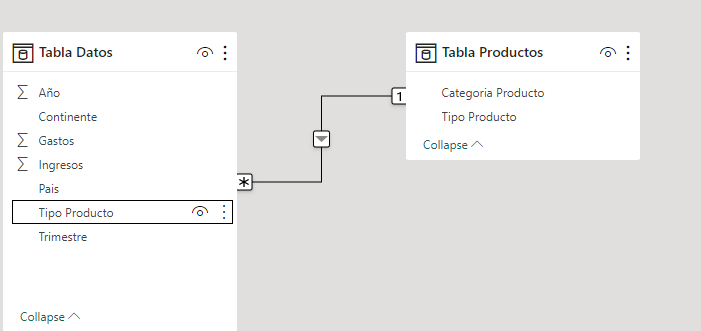 Tabla Datos
Año
Continente
Gastos
Ingresos
Pais
Tipo Producto
Trimestre
Collapse
*
1
Tabla Productos
Categoria Producto
Tipo Producto
Collapse